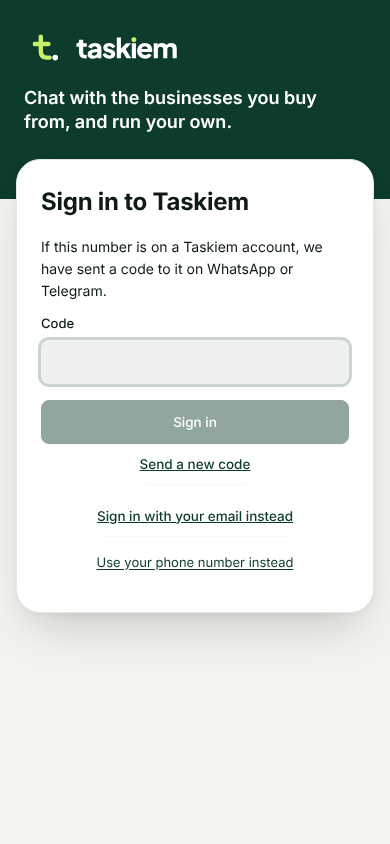 t. taskiem
Chat with the businesses you buy
from, and run your own.
Sign in to Taskiem
If this number is on a Taskiem account, we
have sent a code to it on WhatsApp or
Telegram.
Code
Sign in
Send a new code
Sign in with your email instead
Use your phone number instead